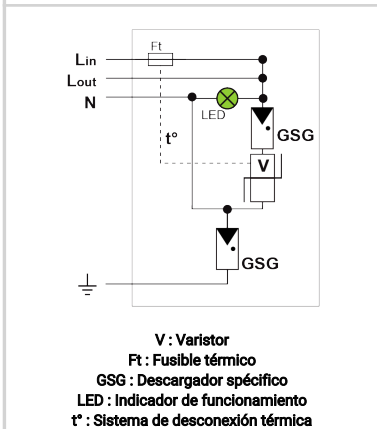 Ft
Lin
Lout
N
LED
GSG
t°
V
GSG
V : Varistor
Ft : Fusible térmico
GSG : Descargador spécifico
LED : Indicador de funcionamiento
t° : Sistema de desconexión térmica